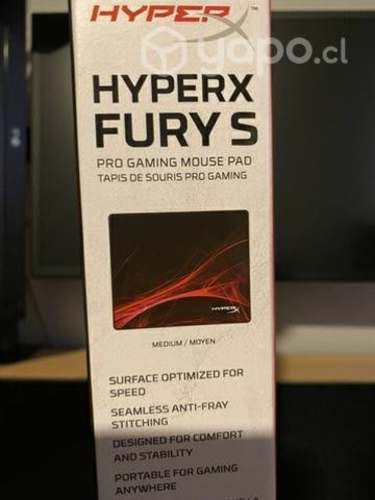 HYPERX™
yapo.cl
HYPERX
FURY S
PRO GAMING MOUSE PAD
TAPIS DE SOURIS PRO GAMING
HYPERX
MEDIUM / MOYEN
SURFACE OPTIMIZED FOR
SPEED
SEAMLESS ANTI-FRAY
STITCHING
DESIGNED FOR COMFORT
AND STABILITY
PORTABLE FOR GAMING
ANYWHERE